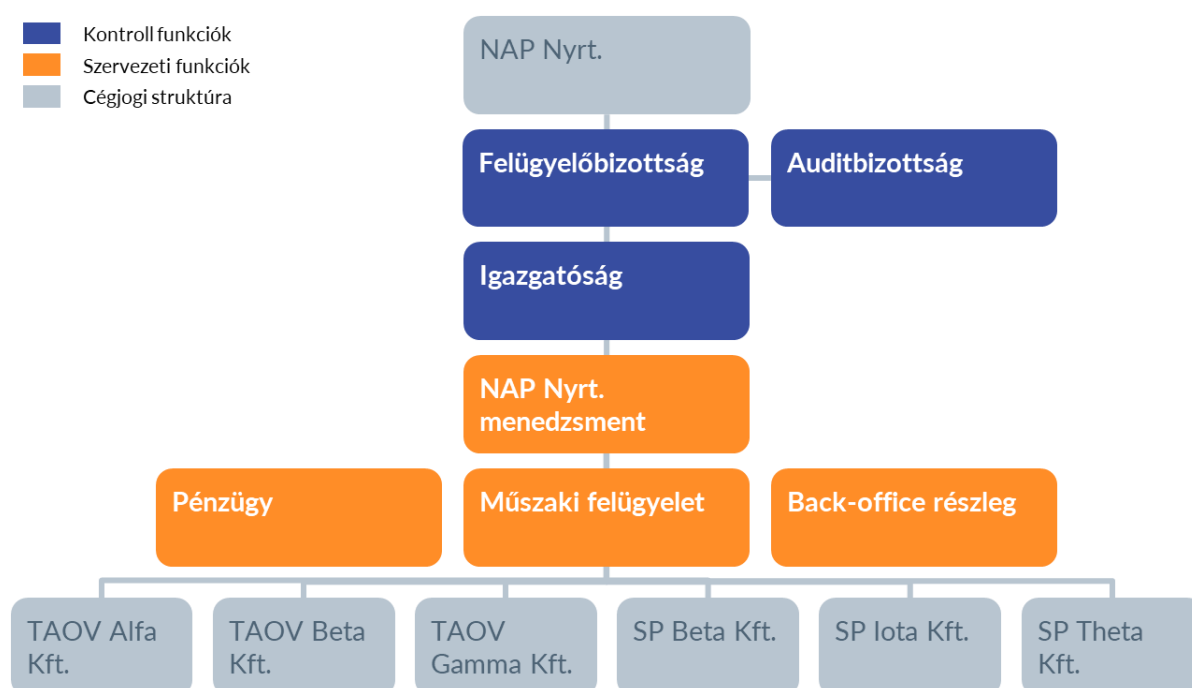 Kontroll funkciók
Szervezeti funkciók
Cégjogi struktúra
NAP Nyrt.
Felügyelőbizottság
Auditbizottság
Igazgatóság
NAP Nyrt.
menedzsment
Pénzügy
Műszaki felügyelet
Back-office részleg
TAOV Alfa
Kft.
TAOV Beta
Kft.
TAOV
Gamma Kft.
SP Beta Kft.
SP Iota Kft.
SP Theta
Kft.